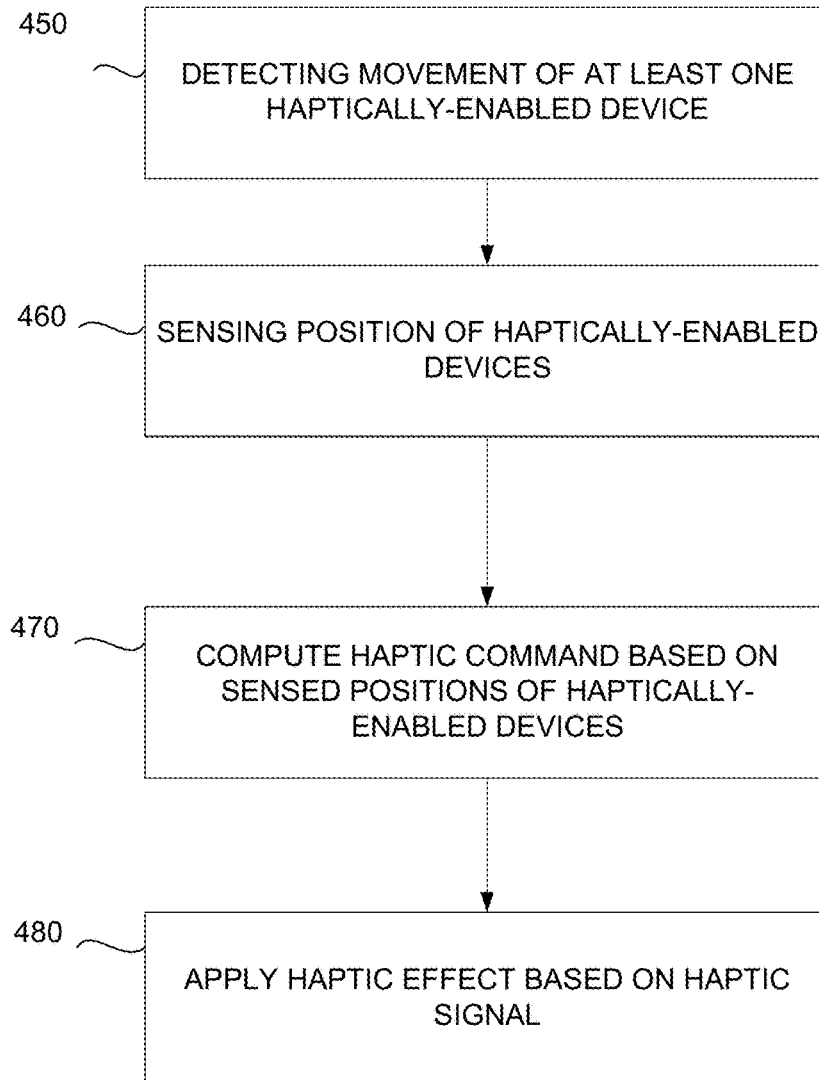 450
DETECTING MOVEMENT OF AT LEAST ONE
HAPTICALLY-ENABLED DEVICE
460
SENSING POSITION OF HAPTICALLY-ENABLED
DEVICES
470
COMPUTE HAPTIC COMMAND BASED ON
SENSED POSITIONS OF HAPTICALLY-
ENABLED DEVICES
480
APPLY HAPTIC EFFECT BASED ON HAPTIC
SIGNAL